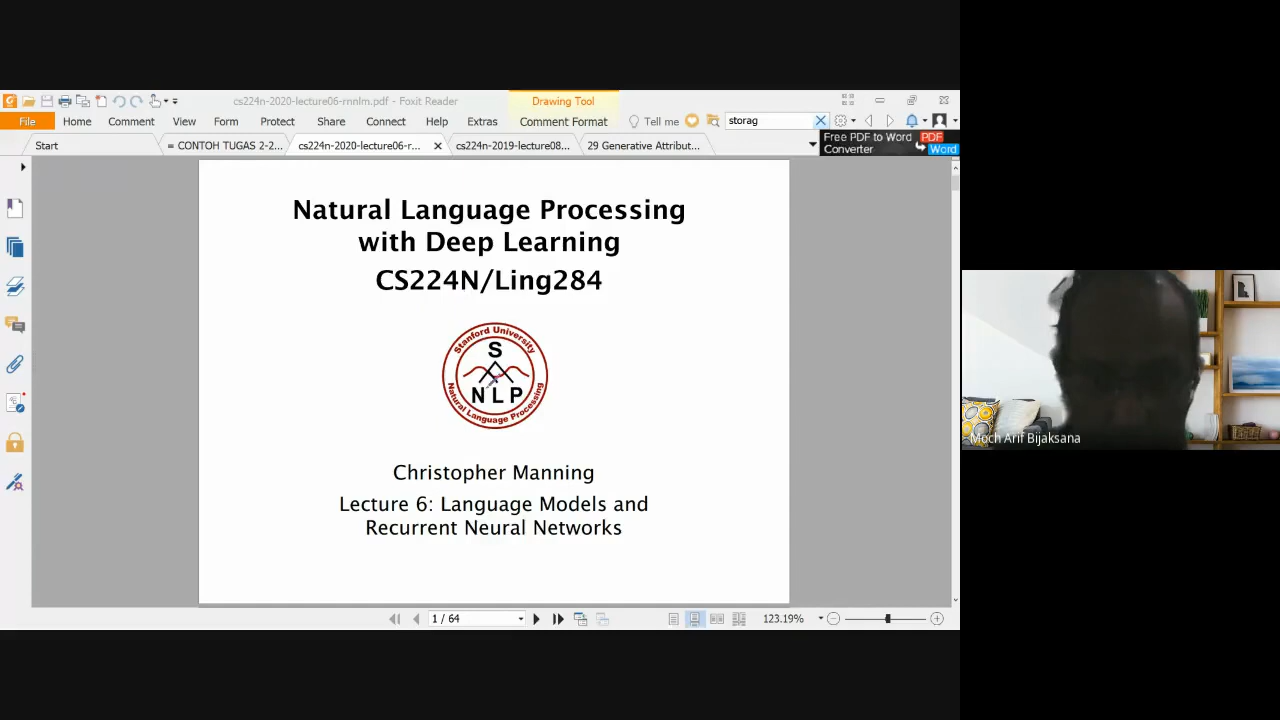 cs224n-2020-lecture06-rnnlm.pdf - Foxit Reader
Drawing Tool
File Home Comment View Form Protect Share Connect Help Extras Comment Format Tell me storag
Free PDF to Word Converter PDF Word
Start = CONTOH TUGAS 2-2... cs224n-2020-lecture06-r... cs224n-2019-lecture08... 29 Generative Attribut...
Natural Language Processing
with Deep Learning
CS224N/Ling284
Stanford University
S
N L P
Natural Language Processing
Christopher Manning
Lecture 6: Language Models and
Recurrent Neural Networks
Moch Arif Bijaksana
1 / 64 123.19%